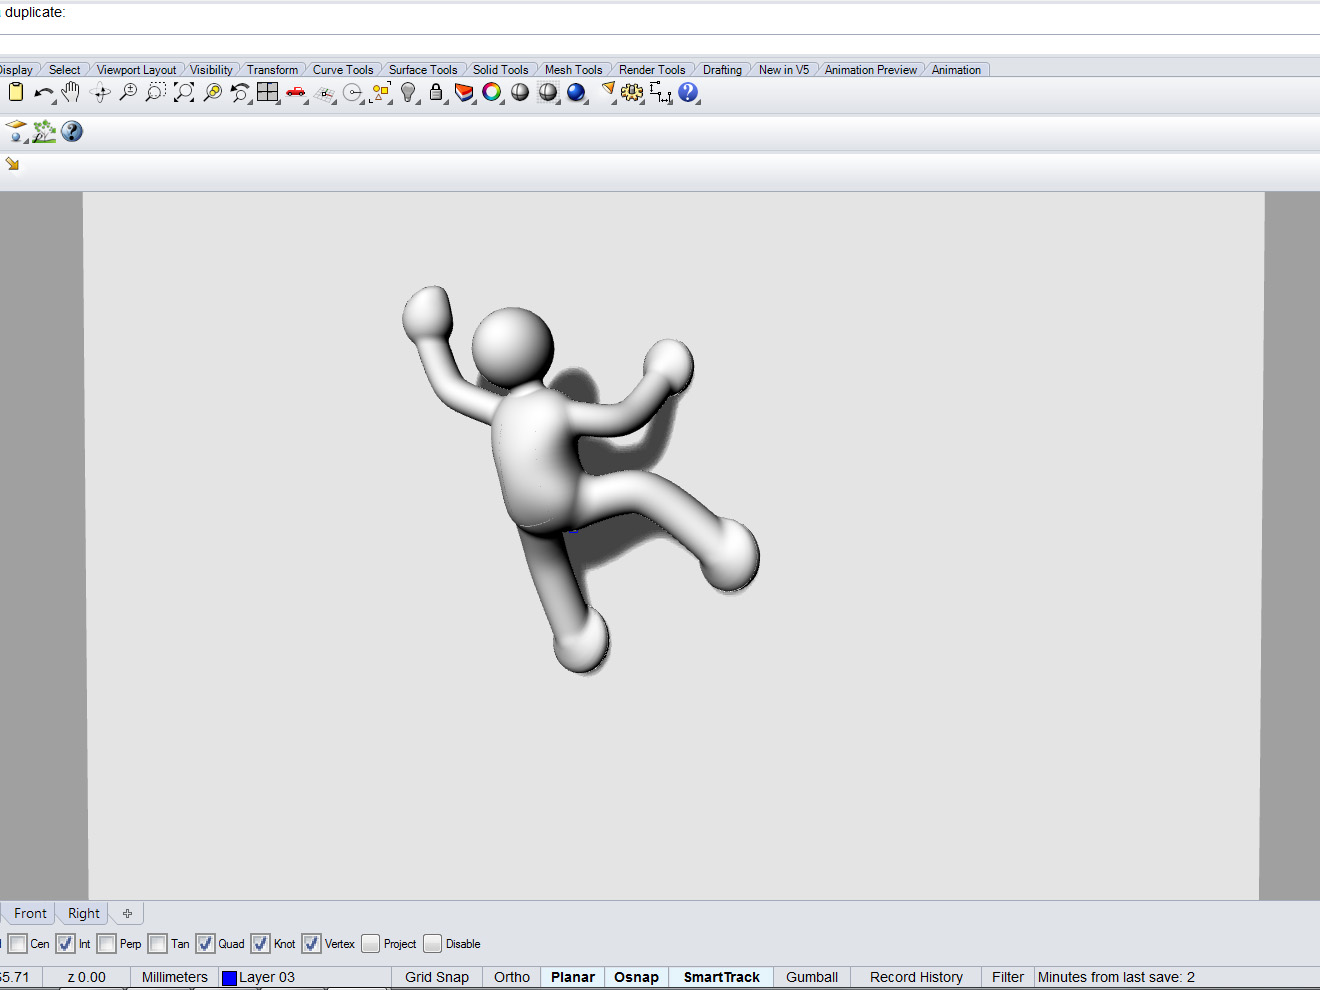 duplicate:
Display Select Viewport Layout Visibility Transform Curve Tools Surface Tools Solid Tools Mesh Tools Render Tools Drafting New in V5 Animation Preview Animation
Front Right
Cen Int Perp Tan Quad Knot Vertex Project Disable
5.71 z 0.00 Millimeters Layer 03 Grid Snap Ortho Planar Osnap SmartTrack Gumball Record History Filter Minutes from last save: 2